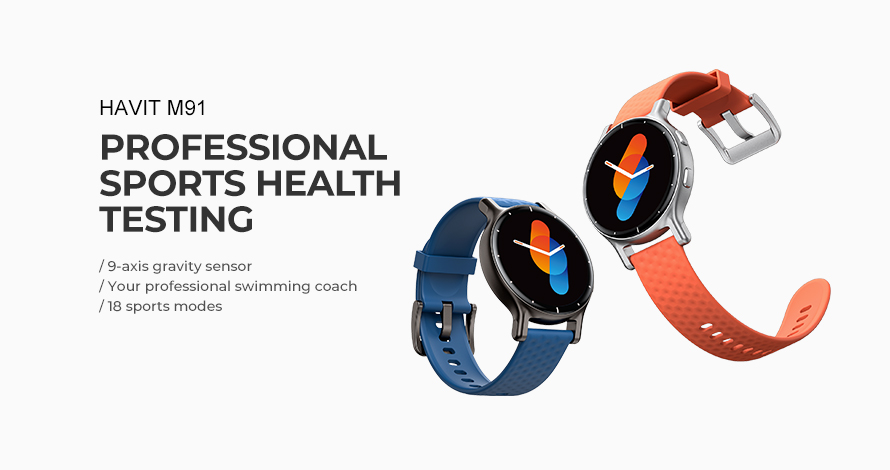 HAVIT M91
PROFESSIONAL
SPORTS HEALTH
TESTING
/ 9-axis gravity sensor
/ Your professional swimming coach
/ 18 sports modes